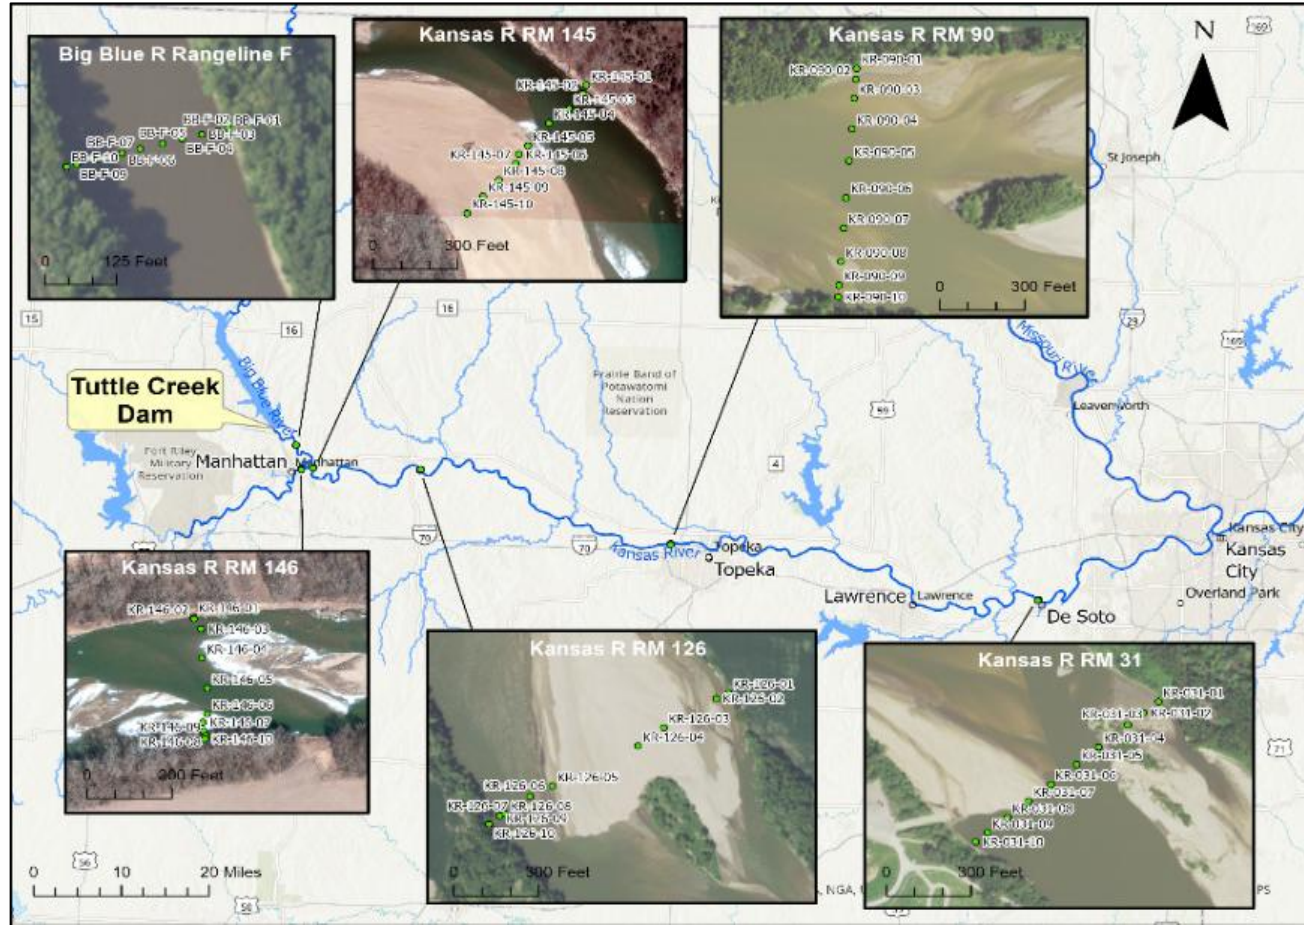 Big Blue R Rangeline F
BB-F-02
BB-F-01
BB-F-05
BB-F-03
BB-F-07
BB-F-04
BB-F-10
BB-F-06
BB-F-09
0 125 Feet
Kansas R RM 145
KR-145-01
KR-145-02
KR-145-03
KR-145-04
KR-145-05
KR-145-07
KR-145-06
KR-145-08
KR-145-09
KR-145-10
0 300 Feet
Kansas R RM 90
KR-090-01
KR-090-02
KR-090-03
KR-090-04
KR-090-05
KR-090-06
KR-090-07
KR-090-08
KR-090-09
KR-090-10
0 300 Feet
N
169
St Joseph
15
16
16
29
169
Missouri River
Big Blue River
Tuttle Creek
Dam
Prairie Band of
Potawatomi
Nation
Reservation
Leavenworth
Fort Riley
Military
Reservation
Manhattan
Manhattan
4
70
70
Kansas River
Topeka
Topeka
Kansas City
Kansas
City
Lawrence
Lawrence
Overland Park
De Soto
Kansas R RM 146
KR-146-02
KR-146-01
KR-146-03
KR-146-04
KR-146-05
KR-146-06
KR-146-09
KR-146-07
KR-146-08
KR-146-10
0 200 Feet
Kansas R RM 126
KR-126-01
KR-126-02
KR-126-03
KR-126-04
KR-126-05
KR-126-06
KR-126-07
KR-126-08
KR-126-09
KR-126-10
0 300 Feet
Kansas R RM 31
KR-031-01
KR-031-03
KR-031-02
KR-031-04
KR-031-05
KR-031-06
KR-031-07
KR-031-08
KR-031-09
KR-031-10
0 300 Feet
71
56
50
0 10 20 Miles
, NGA,
PS